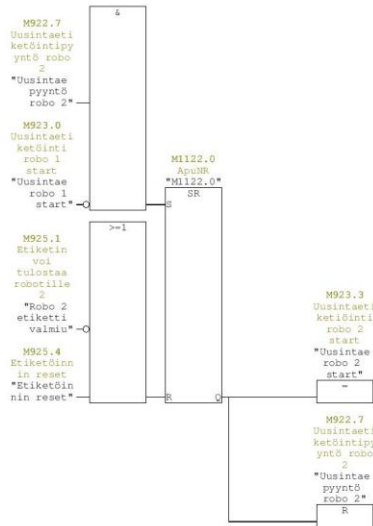 &
M922.7
Uusintaeti
ketöintipy
yntö robo
2
"Uusintae
pyyntö
robo 2"
M923.0
Uusintaeti
ketöinti
robo 1
start
"Uusintae
robo 1
start"
M1122.0
ApuNR
"M1122.0"
SR
S
>=1
M925.1
Etiketin
voi
tulostaa
robotille
2
"Robo 2
etiketti
valmiu"
M925.4
Etiketöinn
in reset
"Etiketöin
nin reset"
R
Q
M923.3
Uusintaeti
ketiöinti
robo 2
start
"Uusintae
robo 2
start"
=
M922.7
Uusintaeti
ketöintipy
yntö robo
2
"Uusintae
pyyntö
robo 2"
R